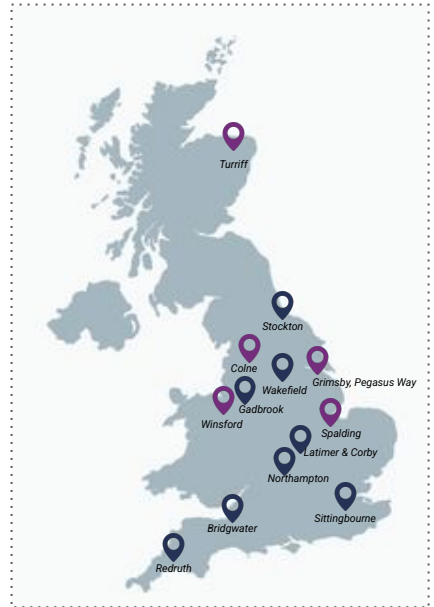 Turriff
Stockton
Colne
Grimsby, Pegasus Way
Wakefield
Gadbrook
Winsford
Spalding
Latimer & Corby
Northampton
Sittingbourne
Bridgwater
Redruth